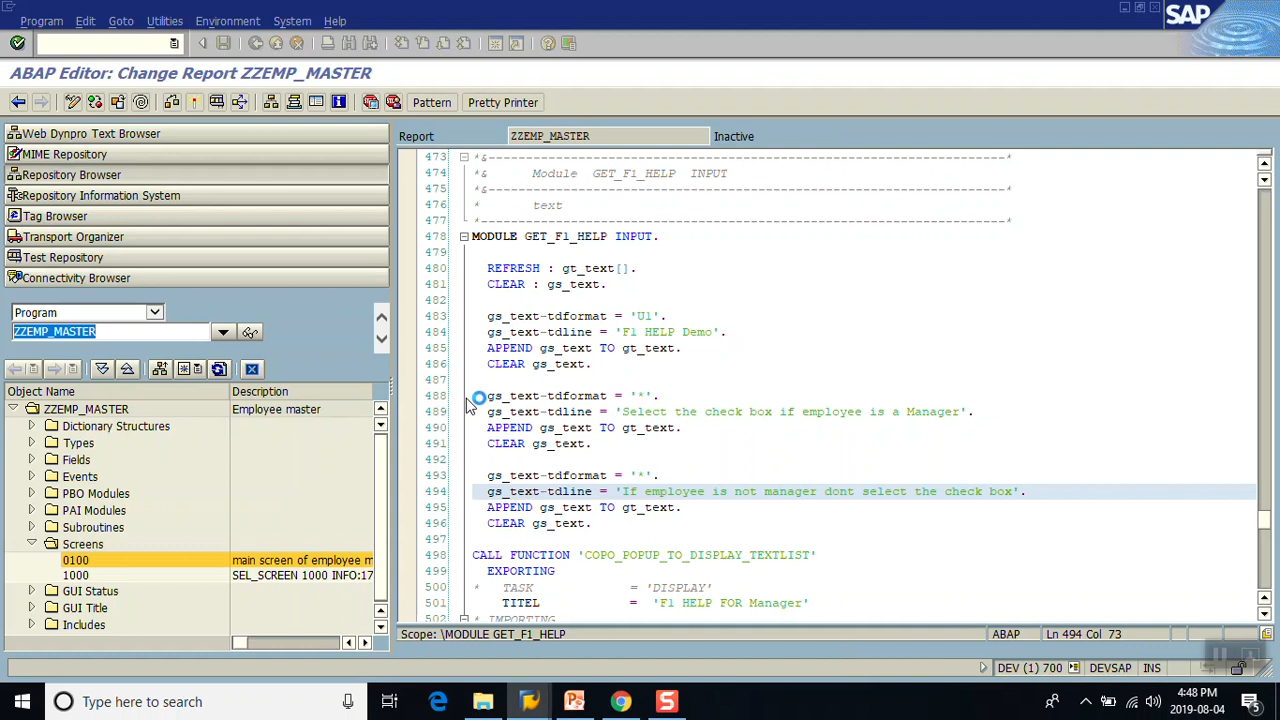 Program Edit Goto Utilities Environment System Help
SAP
ABAP Editor: Change Report ZZEMP_MASTER
Pattern Pretty Printer
Web Dynpro Text Browser
MIME Repository
Repository Browser
Repository Information System
Tag Browser
Transport Organizer
Test Repository
Connectivity Browser
Program
ZZEMP_MASTER
Object Name Description
ZZEMP_MASTER Employee master
Dictionary Structures
Types
Fields
Events
PBO Modules
PAI Modules
Subroutines
Screens
0100 main screen of employee m
1000 SEL_SCREEN 1000 INFO:17
GUI Status
GUI Title
Includes
Report ZZEMP_MASTER Inactive
473 *&---------------------------------------------------------------------*
474 *& Module GET_F1_HELP INPUT
475 *&---------------------------------------------------------------------*
476 * text
477 *----------------------------------------------------------------------*
478 MODULE GET_F1_HELP INPUT.
479
480 REFRESH : gt_text[].
481 CLEAR : gs_text.
482
483 gs_text-tdformat = 'U1'.
484 gs_text-tdline = 'F1 HELP Demo'.
485 APPEND gs_text TO gt_text.
486 CLEAR gs_text.
487
488 gs_text-tdformat = '*'.
489 gs_text-tdline = 'Select the check box if employee is a Manager'.
490 APPEND gs_text TO gt_text.
491 CLEAR gs_text.
492
493 gs_text-tdformat = '*'.
494 gs_text-tdline = 'If employee is not manager dont select the check box'.
495 APPEND gs_text TO gt_text.
496 CLEAR gs_text.
497
498 CALL FUNCTION 'COPO_POPUP_TO_DISPLAY_TEXTLIST'
499 EXPORTING
500 * TASK = 'DISPLAY'
501 TITEL = 'F1 HELP FOR Manager'
502 * IMPORTING
Scope: \MODULE GET_F1_HELP ABAP Ln 494 Col 73
DEV (1) 700 DEVSAP INS
Type here to search
4:48 PM
2019-08-04
5